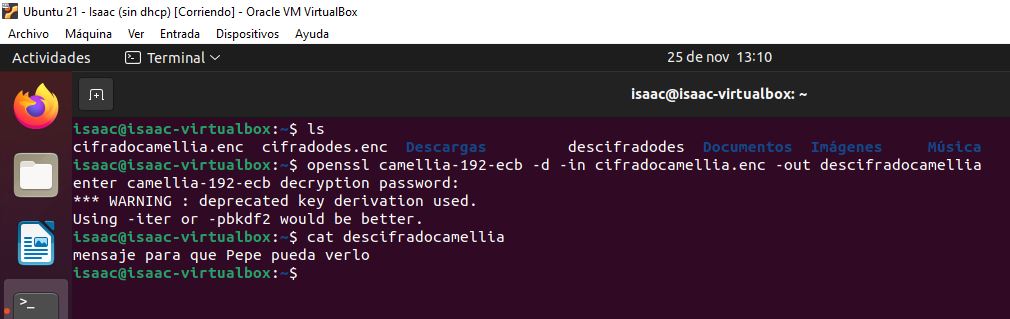 Ubuntu 21 - Isaac (sin dhcp) [Corriendo] - Oracle VM VirtualBox
Archivo Máquina Ver Entrada Dispositivos Ayuda
Actividades Terminal 25 de nov 13:10
isaac@isaac-virtualbox: ~
isaac@isaac-virtualbox:~$ ls
cifradocamellia.enc cifradodes.enc Descargas descifradodes Documentos Imágenes Música
isaac@isaac-virtualbox:~$ openssl camellia-192-ecb -d -in cifradocamellia.enc -out descifradocamellia
enter camellia-192-ecb decryption password:
*** WARNING : deprecated key derivation used.
Using -iter or -pbkdf2 would be better.
isaac@isaac-virtualbox:~$ cat descifradocamellia
mensaje para que Pepe pueda verlo
isaac@isaac-virtualbox:~$